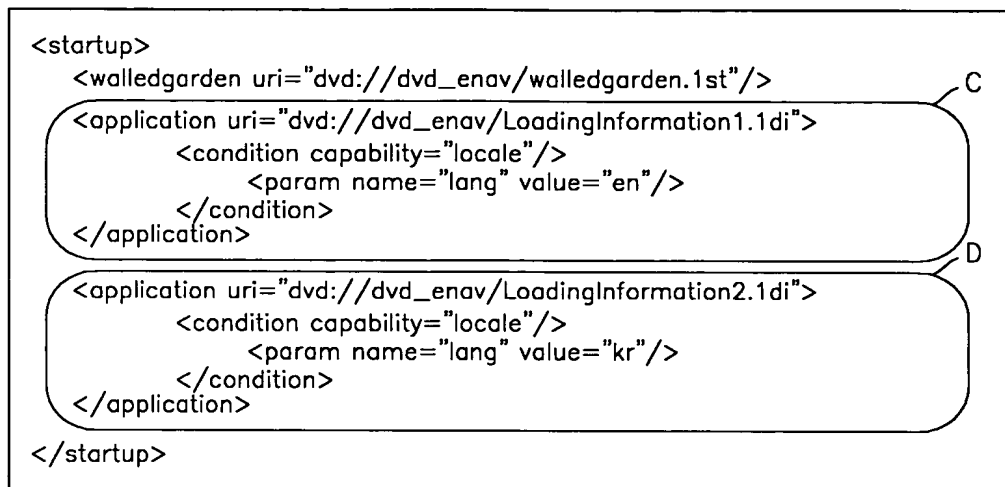 <startup>
<walledgarden uri="dvd://dvd_enav/walledgarden.1st"/>
C
<application uri="dvd://dvd_enav/LoadingInformation1.1di">
<condition capability="locale"/>
<param name="lang" value="en"/>
</condition>
</application>
D
<application uri="dvd://dvd_enav/LoadingInformation2.1di">
<condition capability="locale"/>
<param name="lang" value="kr"/>
</condition>
</application>
</startup>